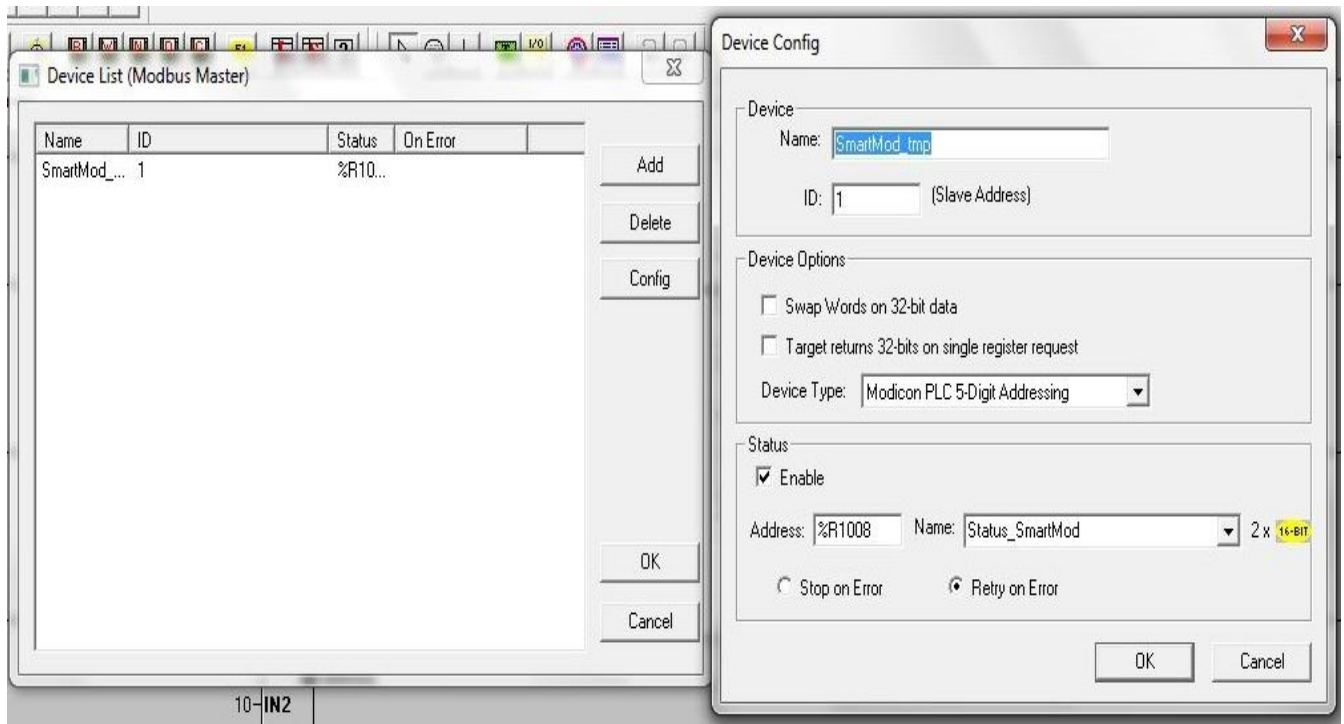 Device List (Modbus Master)
Name ID Status On Error
SmartMod_... 1 %R10...
Add
Delete
Config
OK
Cancel
10 IN2
Device Config
Device
Name: SmartMod_tmp
ID: 1 (Slave Address)
Device Options
Swap Words on 32-bit data
Target returns 32-bits on single register request
Device Type: Modicon PLC 5-Digit Addressing
Status
Enable
Address: %R1008 Name: Status_SmartMod 2 x 16-BIT
Stop on Error Retry on Error
OK Cancel